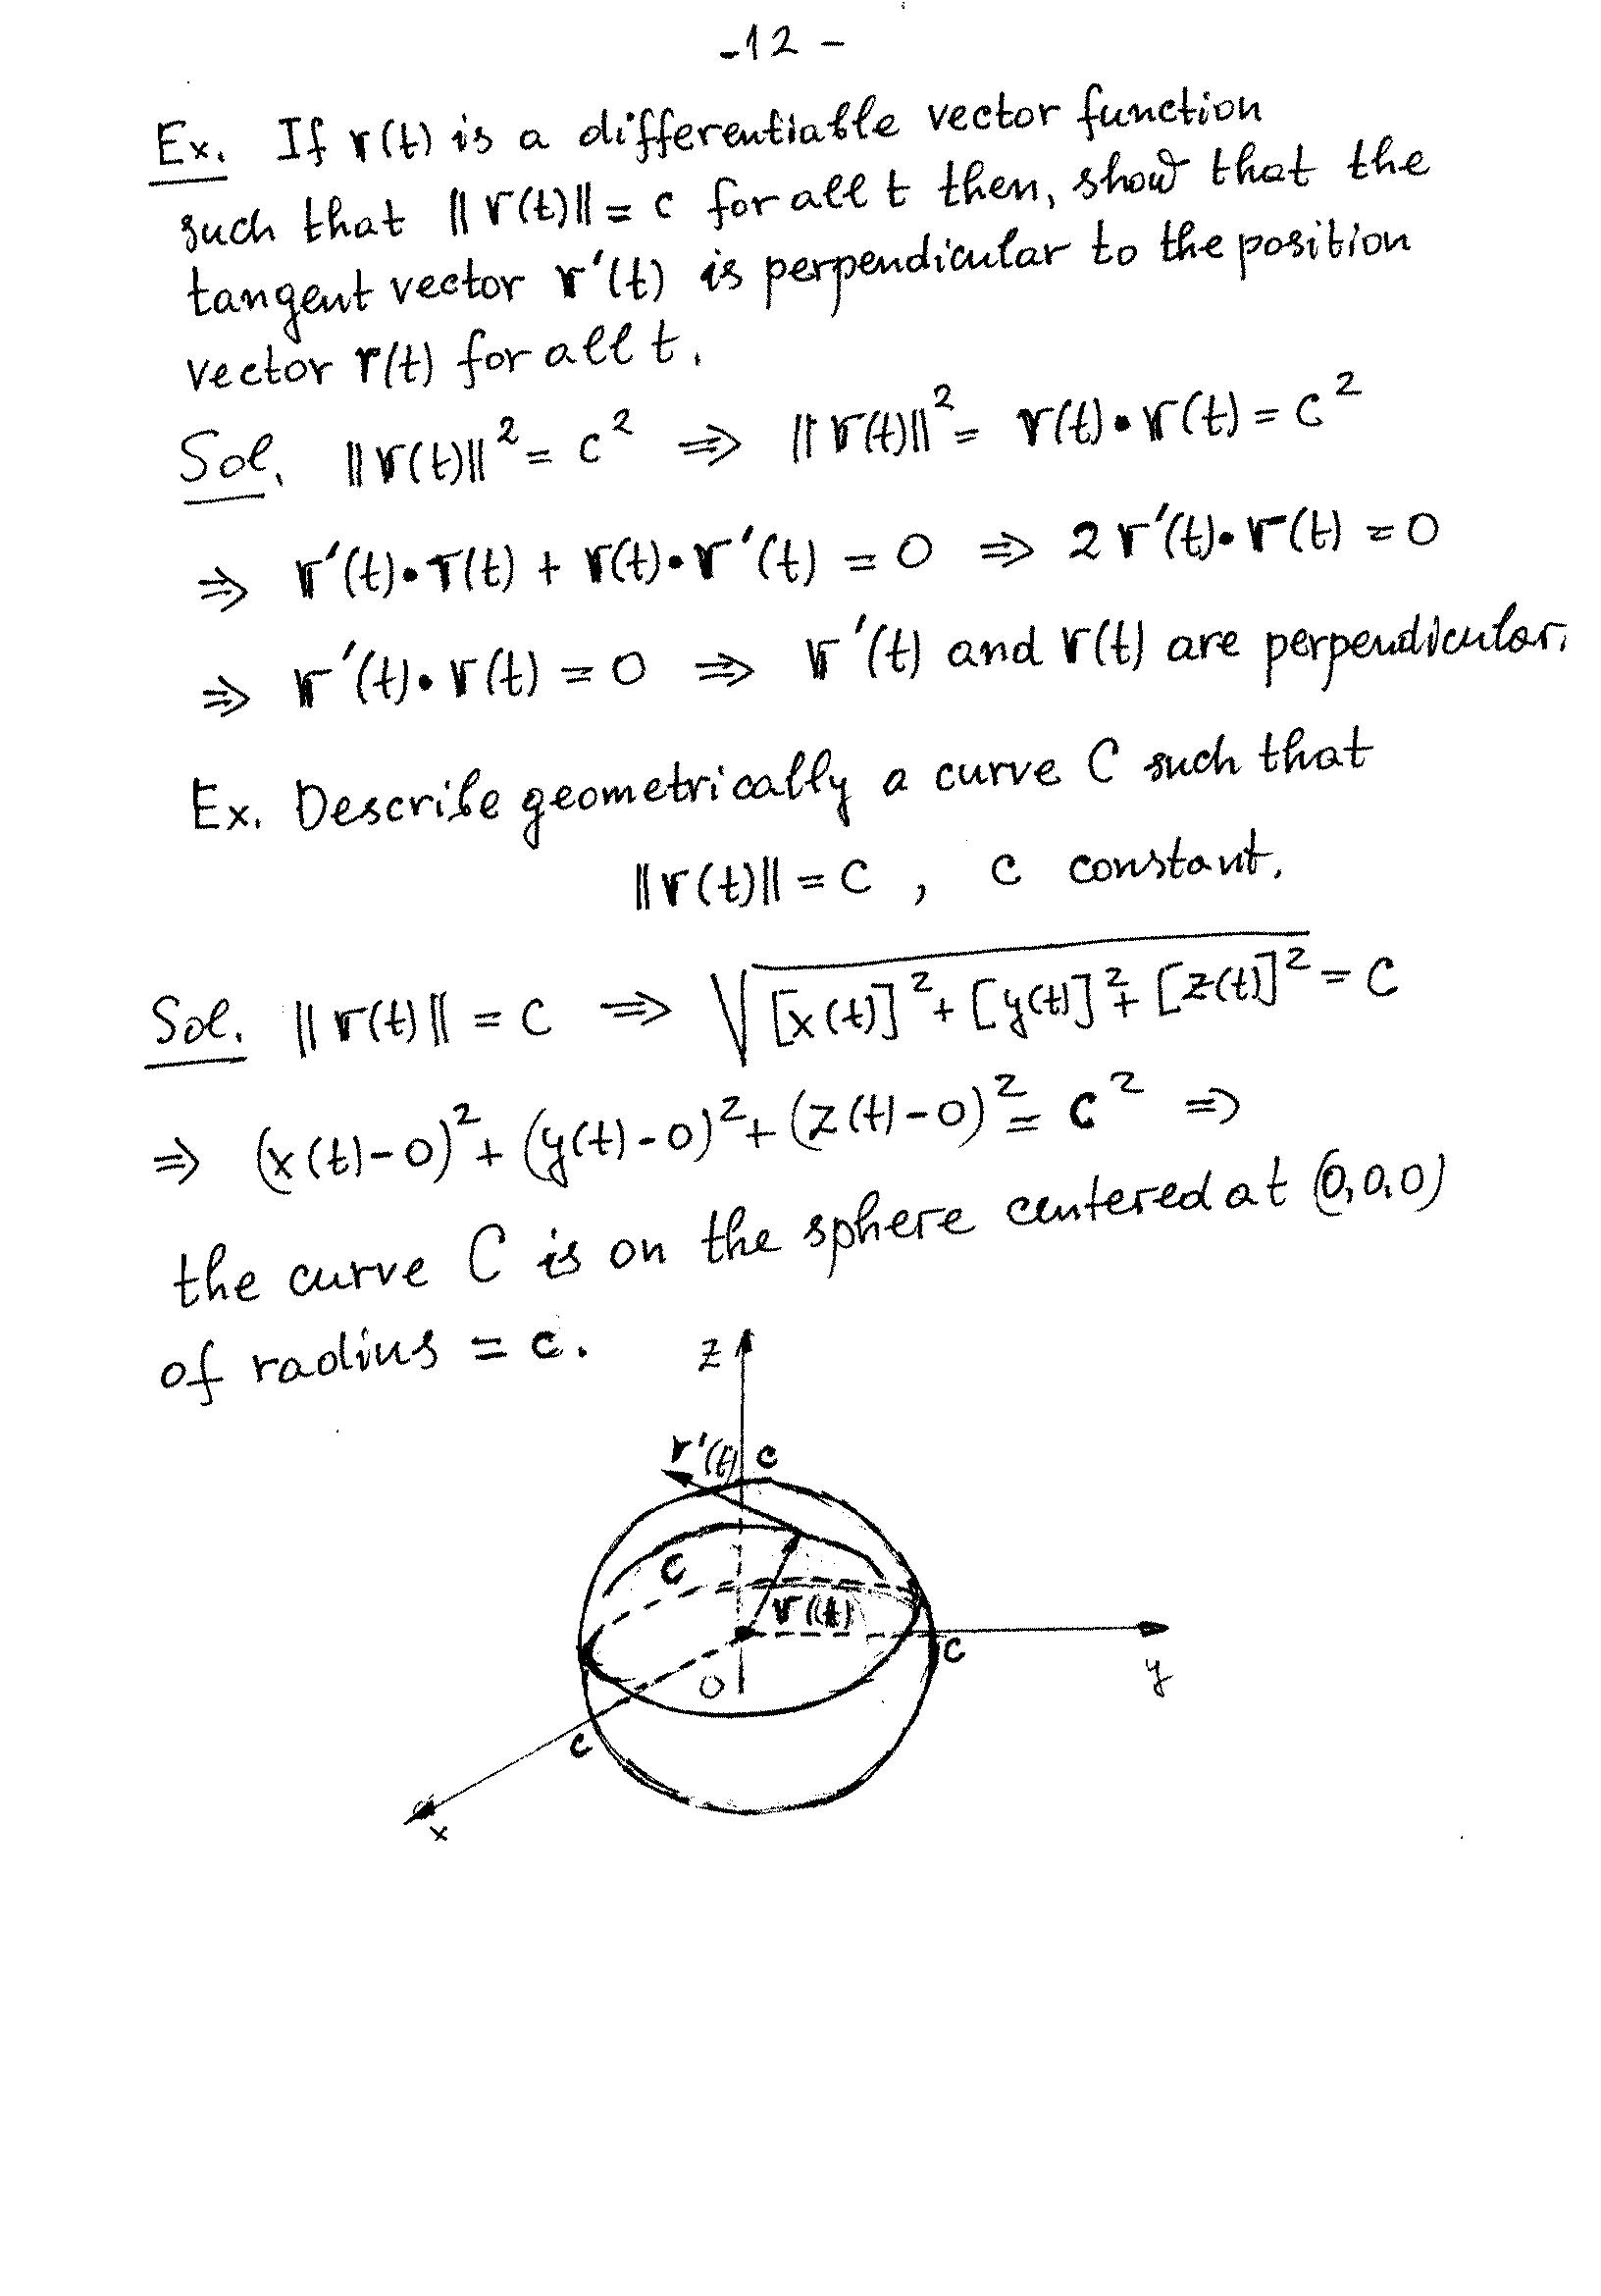 -12-
Ex. If r(t) is a differentiable vector function
such that ||r(t)|| = c for all t then, show that the
tangent vector r'(t) is perpendicular to the position
vector r(t) for all t.
Sol. ||r(t)||² = c² ⇒ ||r(t)||² = r(t)•r(t) = c²
⇒ r'(t)•r(t) + r(t)•r'(t) = 0 ⇒ 2r'(t)•r(t) = 0
⇒ r'(t)•r(t) = 0 ⇒ r'(t) and r(t) are perpendicular.
Ex. Describe geometrically a curve C such that
||r(t)|| = C , c constant.
Sol. ||r(t)|| = C ⇒ √([x(t)]² + [y(t)]² + [z(t)]²) = C
⇒ (x(t)-0)² + (y(t)-0)² + (z(t)-0)² = c² ⇒
the curve C is on the sphere centered at (0,0,0)
of radius = c.
z
r'(t) c
C
r(t)
c
O
y
c
x